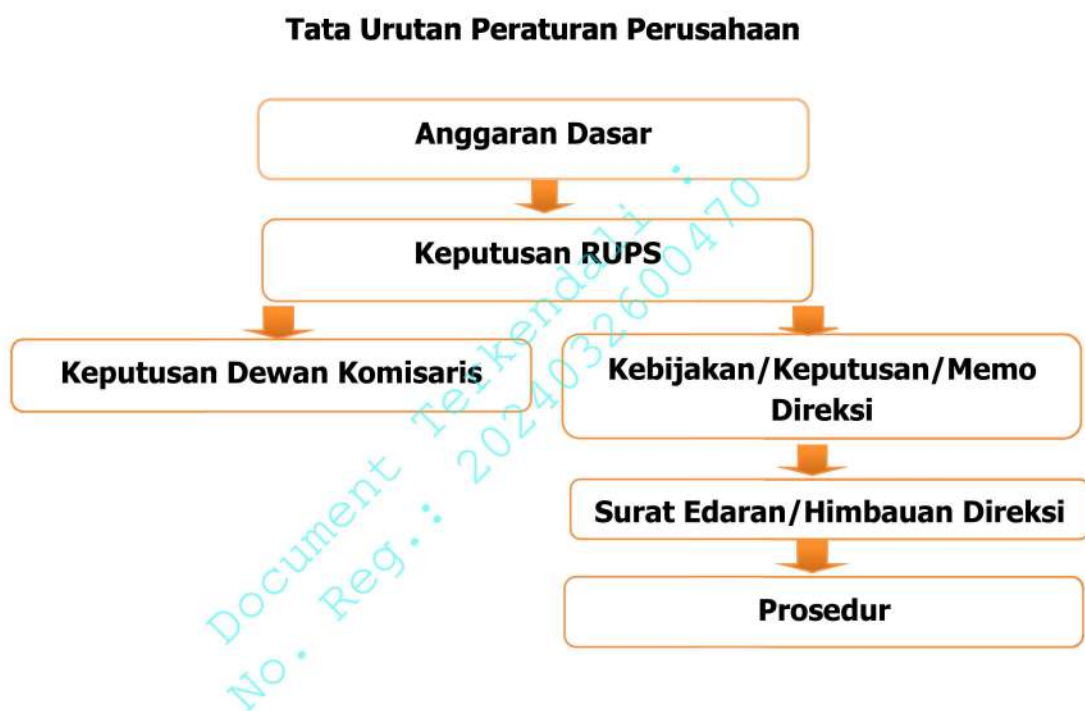 Tata Urutan Peraturan Perusahaan
Anggaran Dasar
Keputusan RUPS
Keputusan Dewan Komisaris
Kebijakan/Keputusan/Memo
Direksi
Surat Edaran/Himbauan Direksi
Prosedur
Document Terkendali :
No. Reg.: 2024032600470